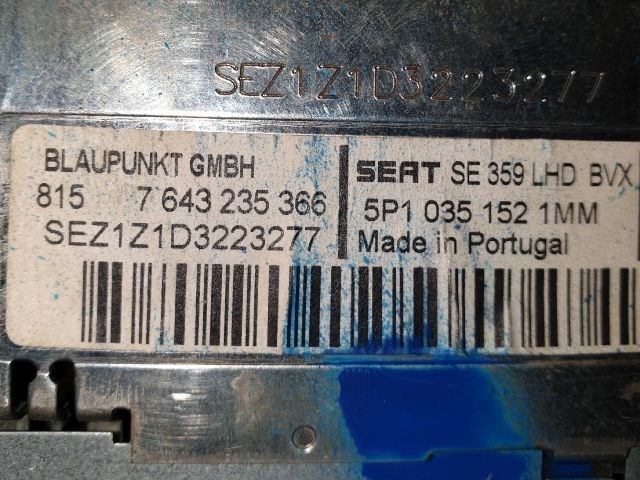 SEZ1Z1D3223277
BLAUPUNKT GMBH
815 7 643 235 366
SEZ1Z1D3223277
SEAT SE 359 LHD BVX
5P1 035 152 1MM
Made in Portugal